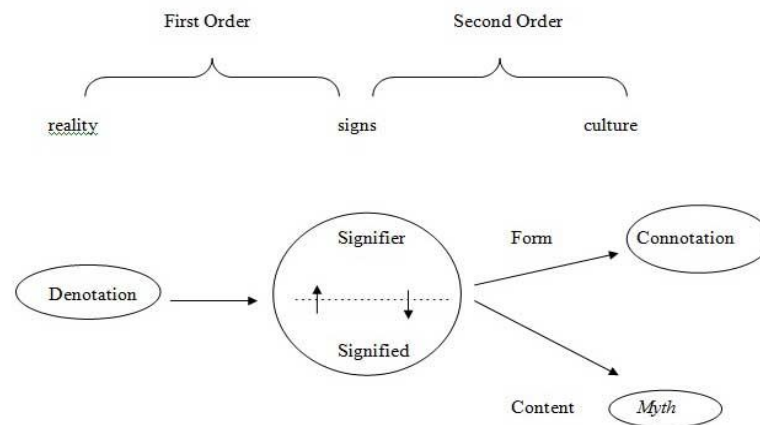 First Order Second Order
reality signs culture
Signifier Form Connotation
Denotation
Signified
Content Myth